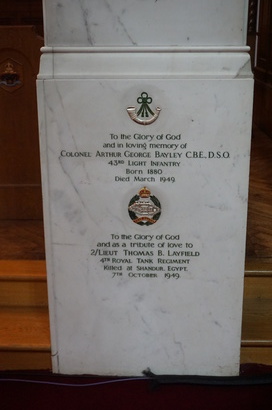 To the Glory of God
and in loving memory of
Colonel Arthur George Bayley C.B.E., D.S.O.
43RD Light Infantry
Born 1880
Died March 1949
To the Glory of God
and as a tribute of love to
2/Lieut Thomas B. Layfield
4TH Royal Tank Regiment
Killed at Shandur, Egypt
7TH October 1949.